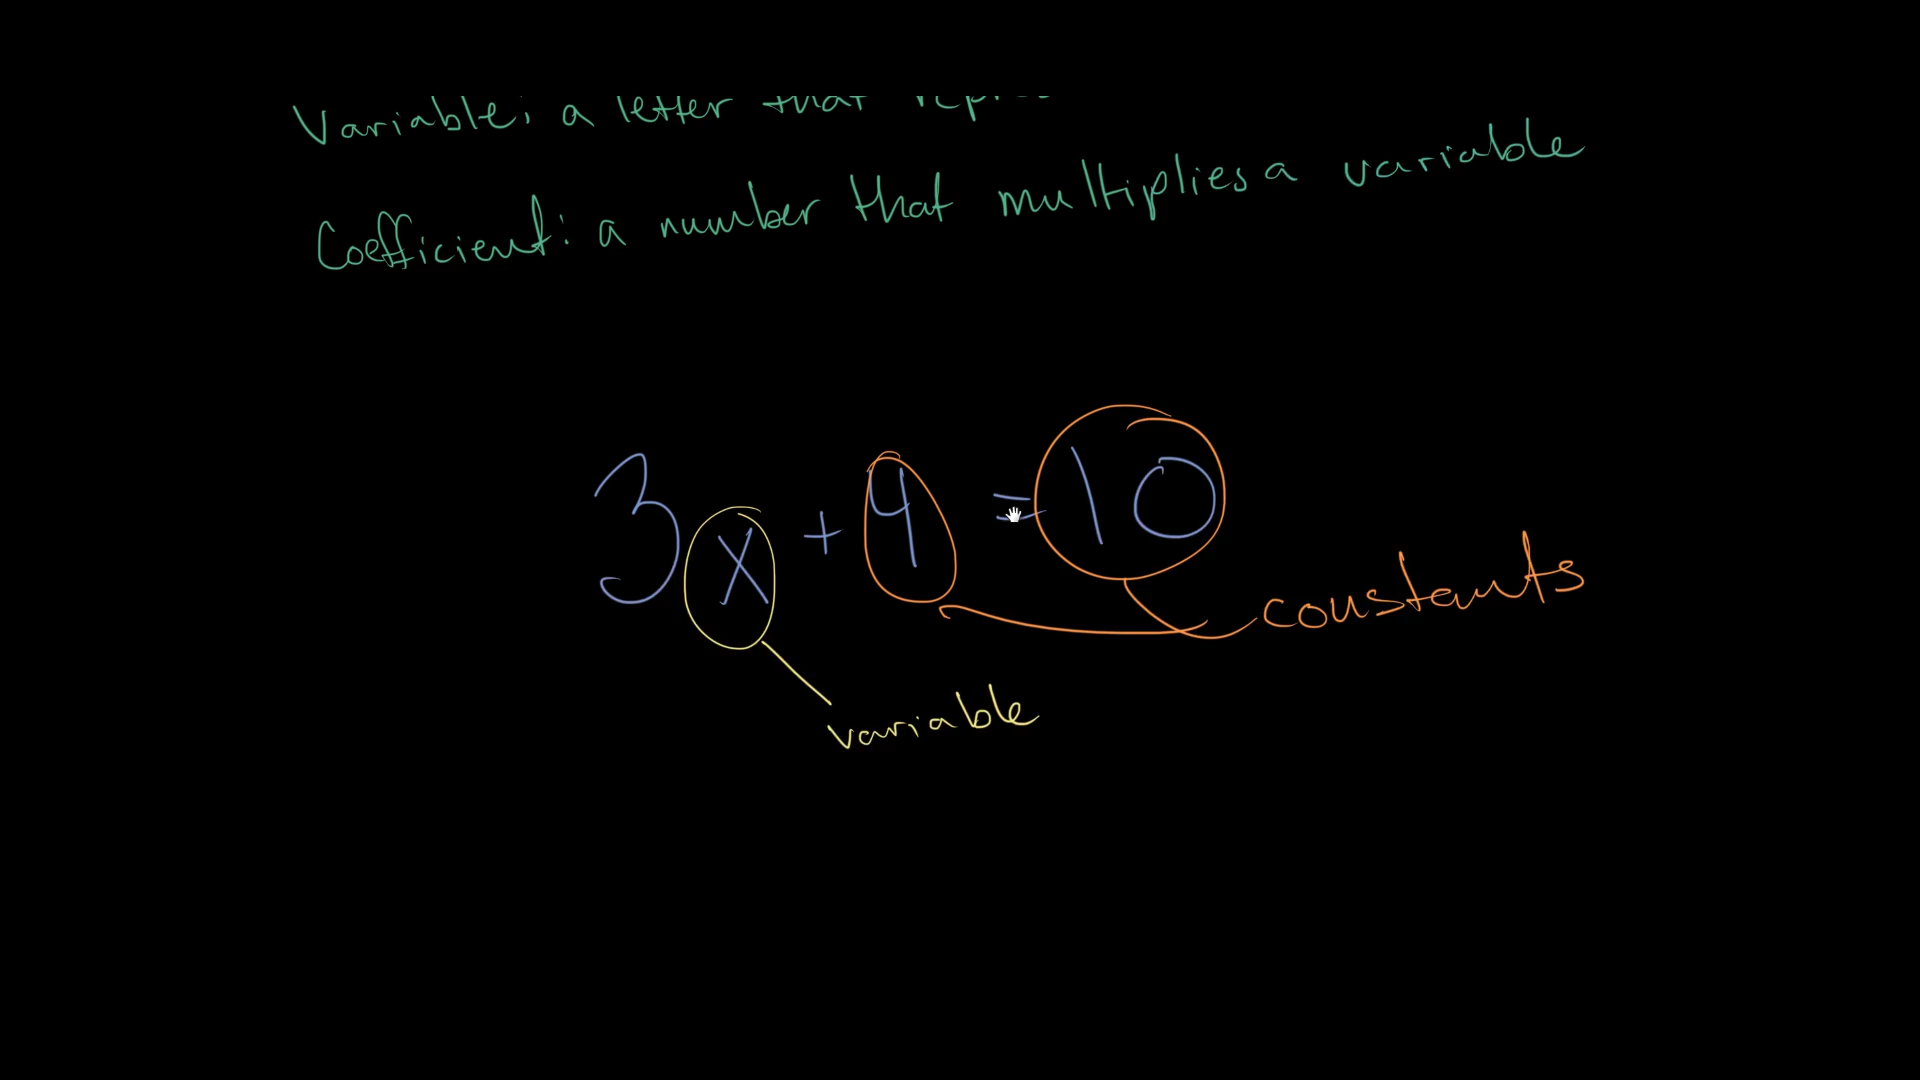 Variable: a letter that
Coefficient: a number that multiplies a variable
3x + 4 = 10
constants
variable